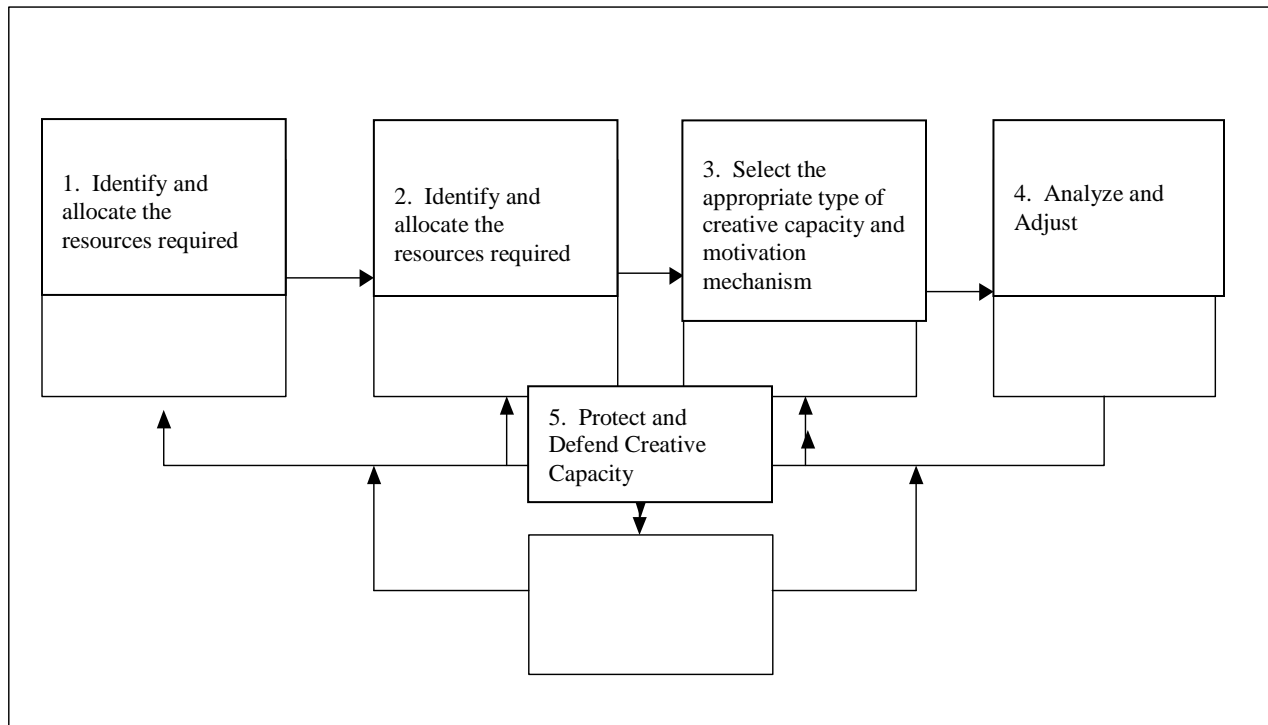 1.  Identify and
allocate the
resources required
2.  Identify and
allocate the
resources required
3.  Select the
appropriate type of
creative capacity and
motivation
mechanism
4.  Analyze and
Adjust
5.  Protect and
Defend Creative
Capacity